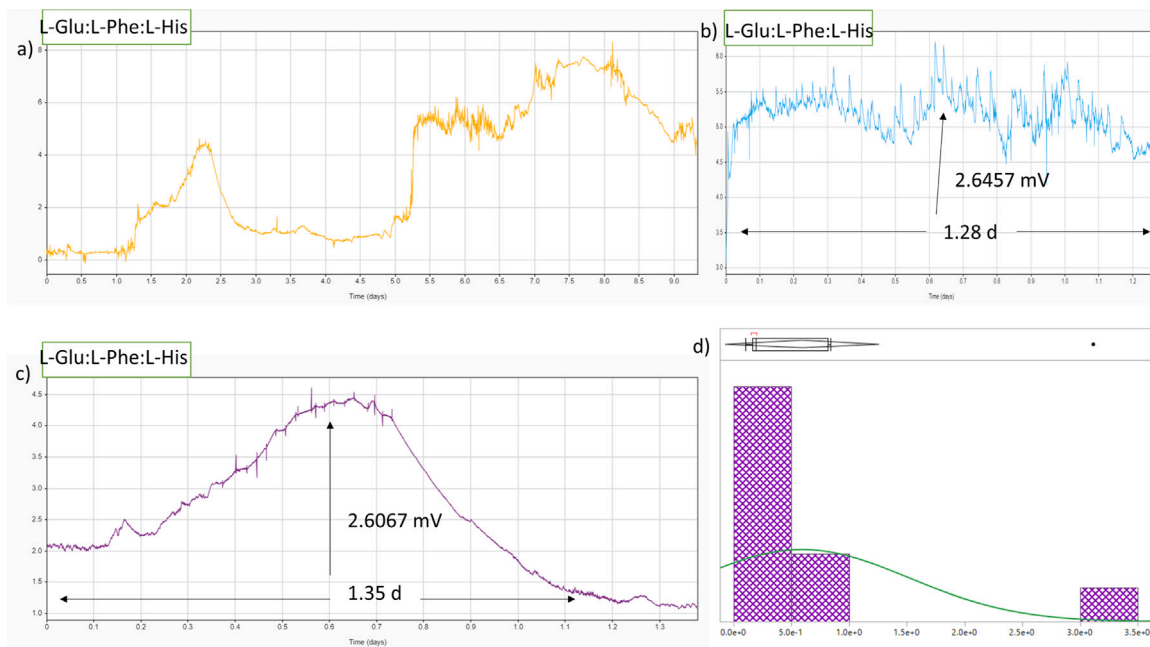 L-Glu:L-Phe:L-His
a)
8
6
4
2
0
0 0.5 1.0 1.5 2.0 2.5 3.0 3.5 4.0 4.5 5.0 5.5 6.0 6.5 7.0 7.5 8.0 8.5 9.0
Time (days)
b)
L-Glu:L-Phe:L-His
6.0
5.5
5.0
4.5
4.0
3.5
3.0
2.6457 mV
1.28 d
0 0.1 0.2 0.3 0.4 0.5 0.6 0.7 0.8 0.9 1.0 1.1 1.2
Time (days)
L-Glu:L-Phe:L-His
c)
4.5
4.0
3.5
3.0
2.5
2.0
1.5
1.0
2.6067 mV
1.35 d
0 0.1 0.2 0.3 0.4 0.5 0.6 0.7 0.8 0.9 1.0 1.1 1.2 1.3
Time (days)
d)
0.0e+0 5.0e-1 1.0e+0 1.5e+0 2.0e+0 2.5e+0 3.0e+0 3.5e+0